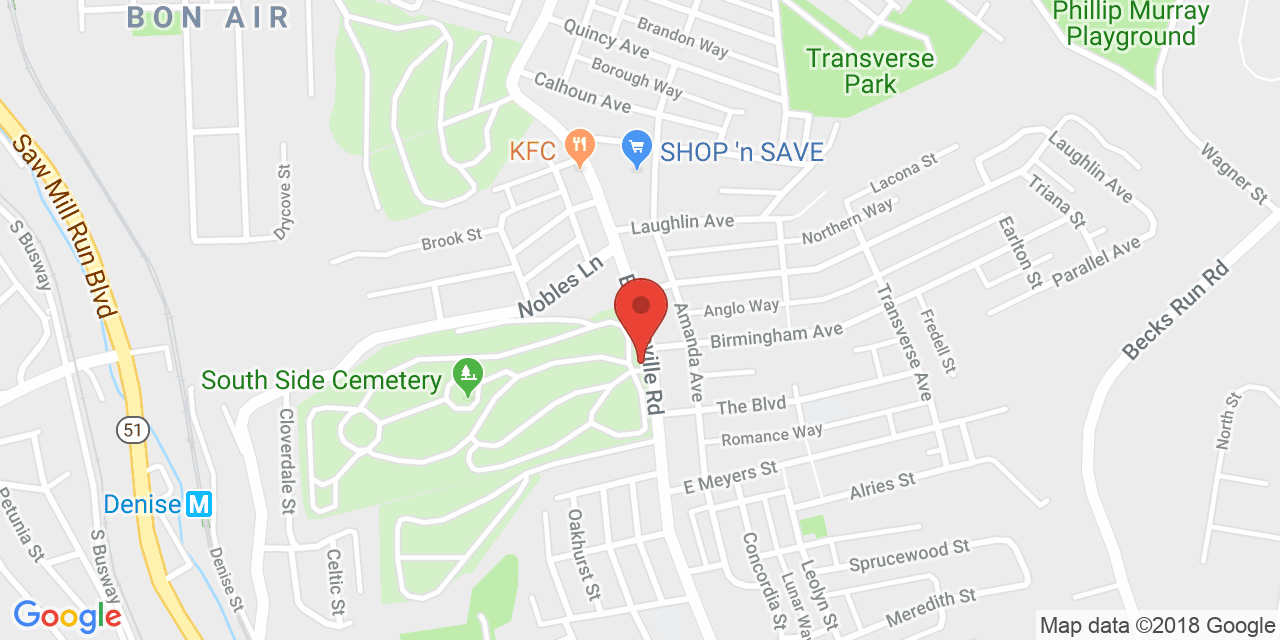 BON AIR
Phillip Murray
Playground
Quincy Ave
Brandon Way
Transverse
Park
Borough Way
Calhoun Ave
KFC
SHOP 'n SAVE
Saw Mill Run Blvd
Drycove St
Lacona St
Laughlin Ave
Wagner St
S Busway
Brook St
Laughlin Ave
Northern Way
Triana St
Earlton St
Parallel Ave
Nobles Ln
Becks Run Rd
Anglo Way
Amanda Ave
Birmingham Ave
Transverse Ave
Fredell St
South Side Cemetery
ville Rd
The Blvd
Romance Way
North St
51
Cloverdale St
E Meyers St
Alries St
Denise M
Petunia St
S Busway
Denise St
Celtic St
Oakhurst St
Concordia St
Lunar Way
Leolyn St
Sprucewood St
Meredith St
Google
Map data ©2018 Google